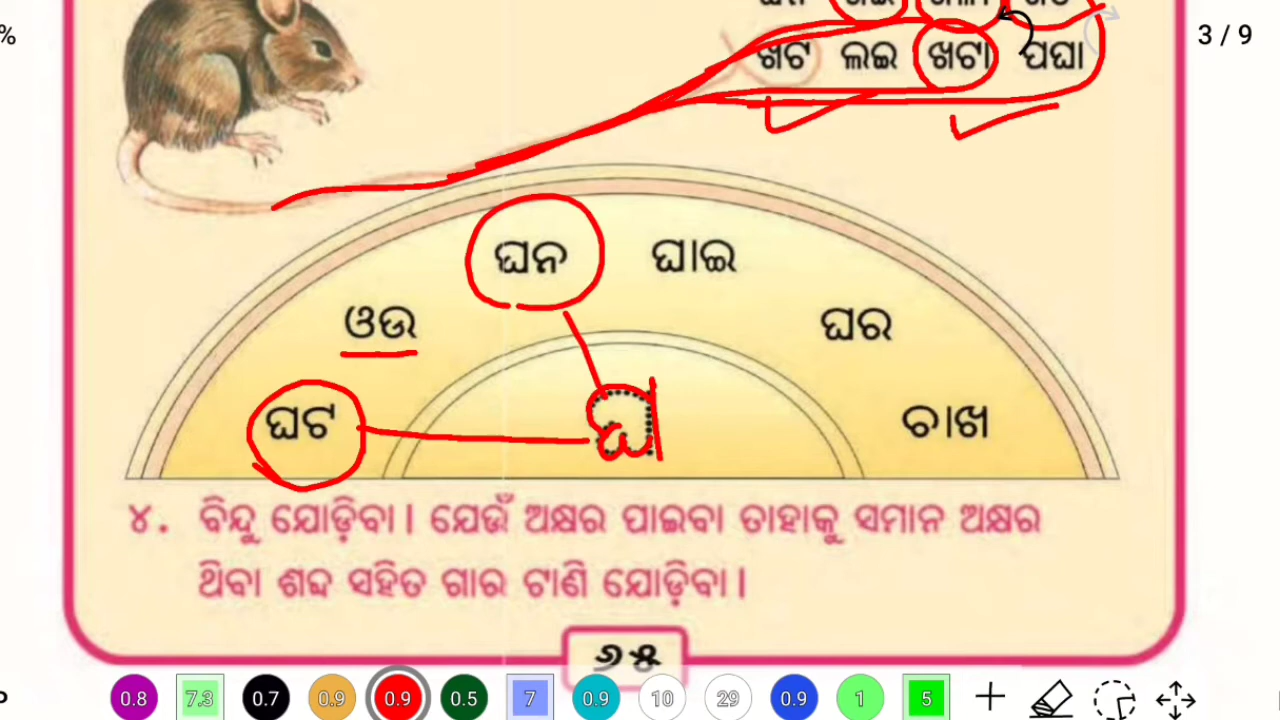 3 / 9
ଖଟ ଲଇ ଖଟା ପଘା
ଘନ ଘାଇ
ଓଉ ଘର
ଘଟ ଘ ଚାଖ
୪. ବିନ୍ଦୁ ଯୋଡ଼ିବା। ଯେଉଁ ଅକ୍ଷର ପାଇବା ତାହାକୁ ସମାନ ଅକ୍ଷର
ଥିବା ଶବ୍ଦ ସହିତ ଗାର ଟାଣି ଯୋଡ଼ିବା।
୬୫
0.8 7.3 0.7 0.9 0.9 0.5 7 0.9 10 29 0.9 1 5